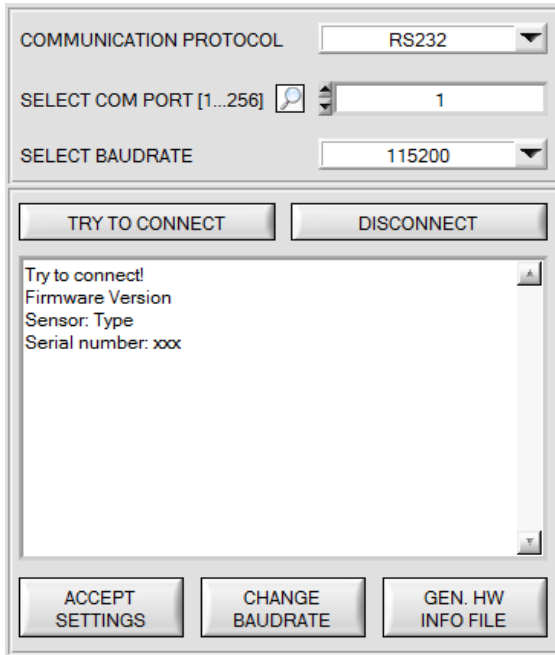 COMMUNICATION PROTOCOL RS232
SELECT COM PORT [1...256] 1
SELECT BAUDRATE 115200
TRY TO CONNECT DISCONNECT
Try to connect!
Firmware Version
Sensor: Type
Serial number: xxx
ACCEPT SETTINGS
CHANGE BAUDRATE
GEN. HW INFO FILE